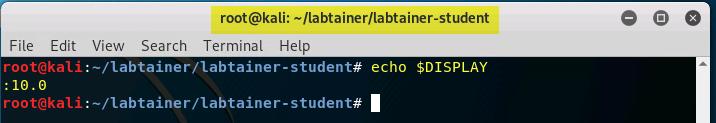 root@kali: ~/labtainer/labtainer-student
File Edit View Search Terminal Help
root@kali:~/labtainer/labtainer-student# echo $DISPLAY
:10.0
root@kali:~/labtainer/labtainer-student#